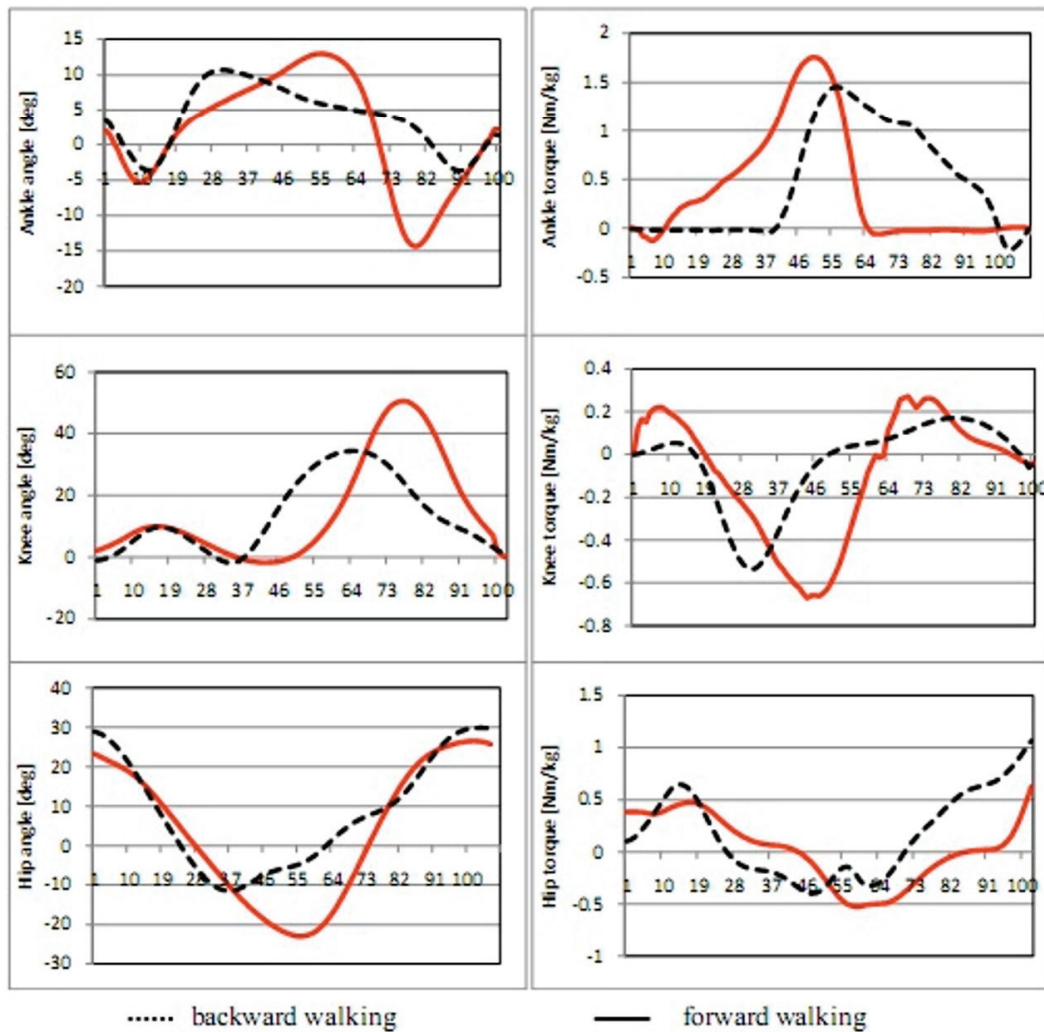 Ankle angle [deg]
15
10
5
0
-5
-10
-15
-20
1 10 19 28 37 46 55 64 73 82 91 100
Ankle torque [Nm/kg]
2
1.5
1
0.5
0
-0.5
1 10 19 28 37 46 55 64 73 82 91 100
Knee angle [deg]
60
40
20
0
-20
1 10 19 28 37 46 55 64 73 82 91 100
Knee torque [Nm/kg]
0.4
0.2
0
-0.2
-0.4
-0.6
-0.8
1 10 19 28 37 46 55 64 73 82 91 100
Hip angle [deg]
40
30
20
10
0
-10
-20
-30
1 10 19 28 37 46 55 64 73 82 91 100
Hip torque [Nm/kg]
1.5
1
0.5
0
-0.5
-1
1 10 19 28 37 46 55 64 73 82 91 100
backward walking
forward walking